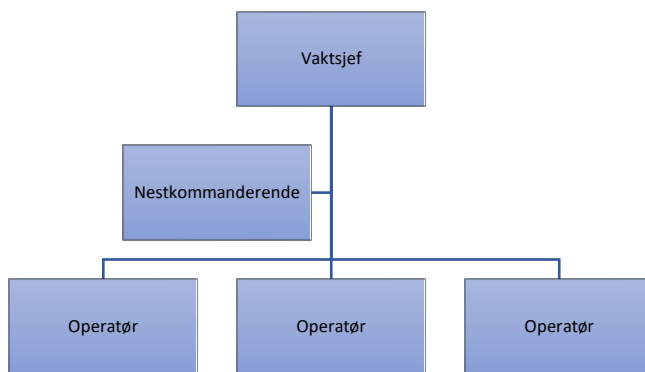 Vaktsjef
Nestkommanderende
Operatør
Operatør
Operatør